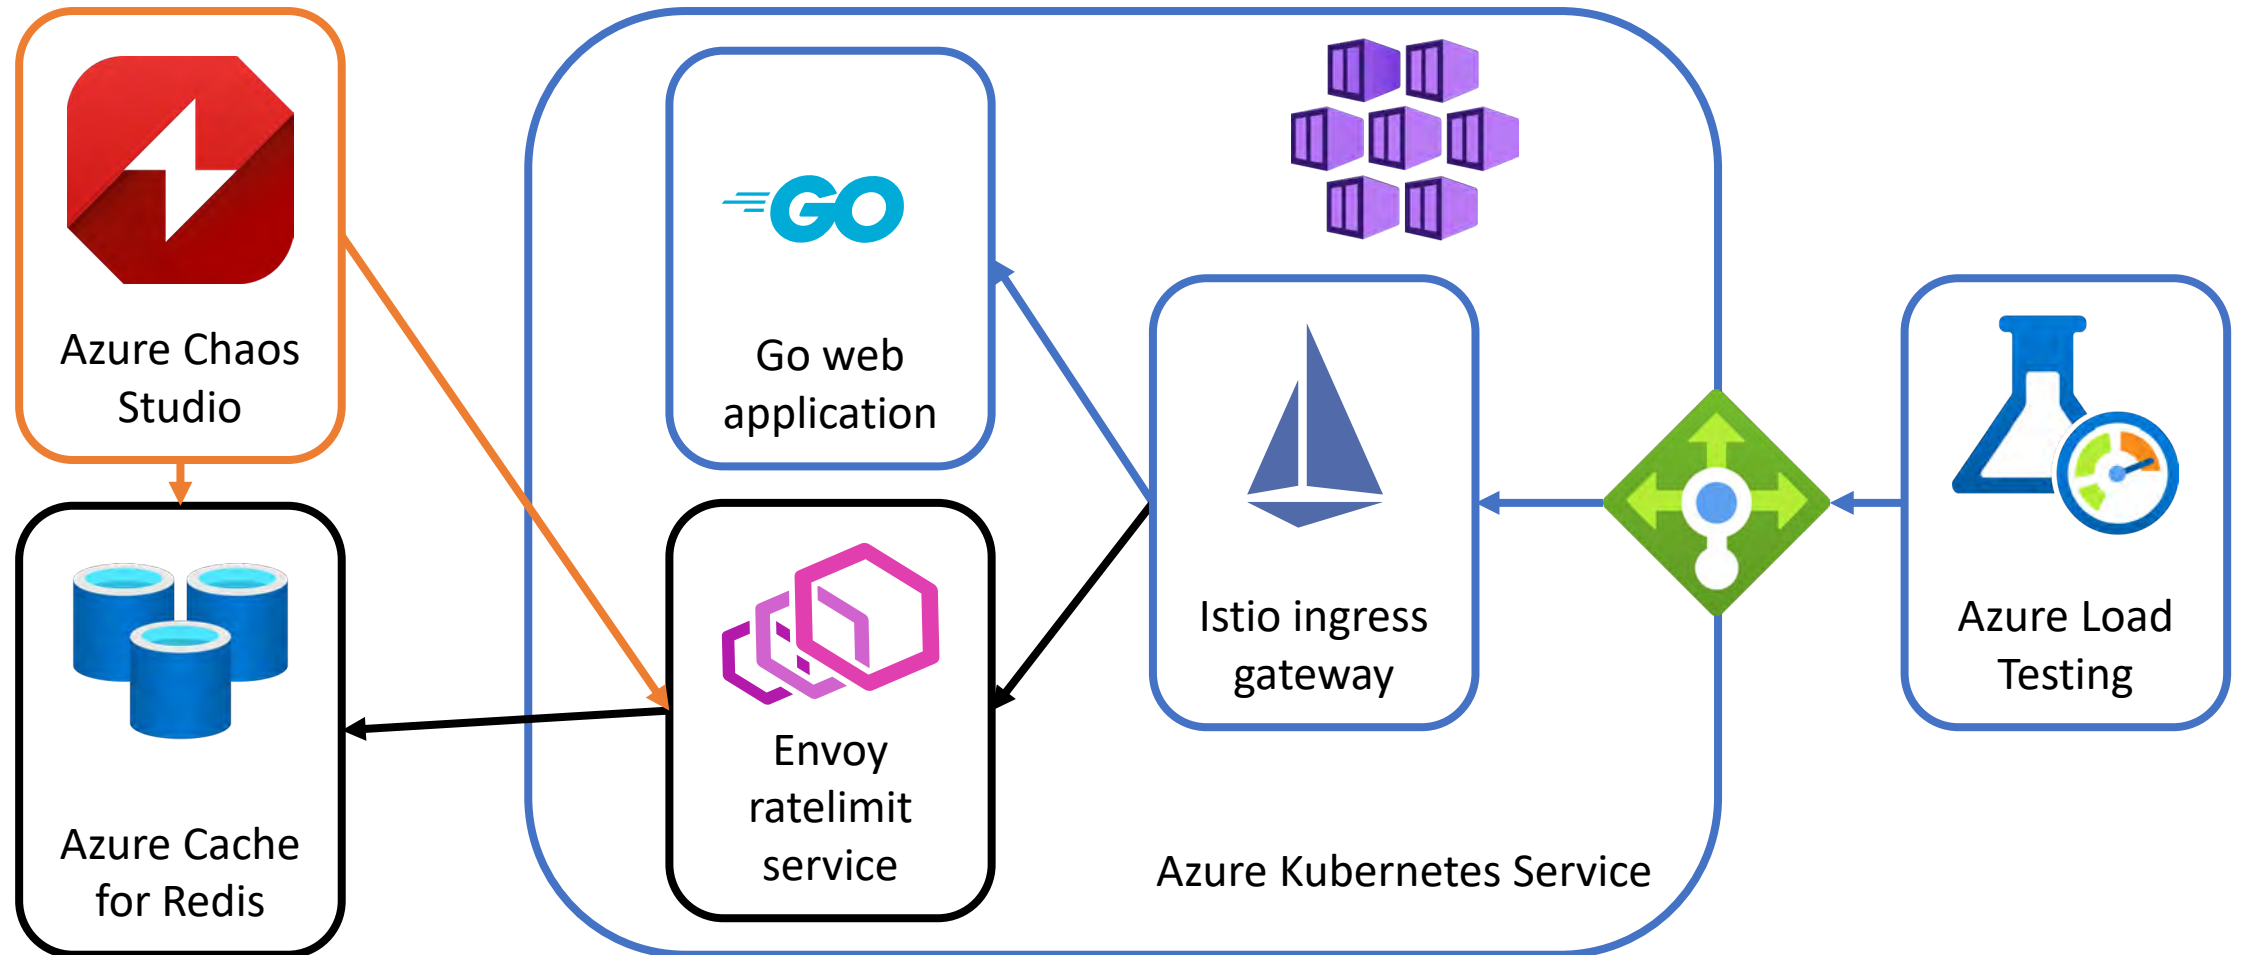 Azure Chaos
Studio
Azure Cache
for Redis
GO
Go web
application
Envoy
ratelimit
service
Istio ingress
gateway
Azure Kubernetes Service
Azure Load
Testing